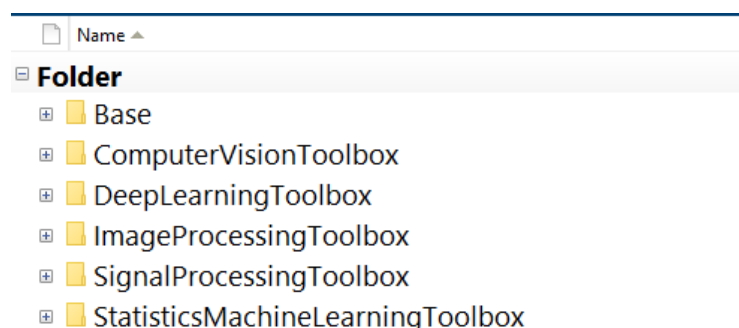 Name
Folder
Base
ComputerVisionToolbox
DeepLearningToolbox
ImageProcessingToolbox
SignalProcessingToolbox
StatisticsMachineLearningToolbox